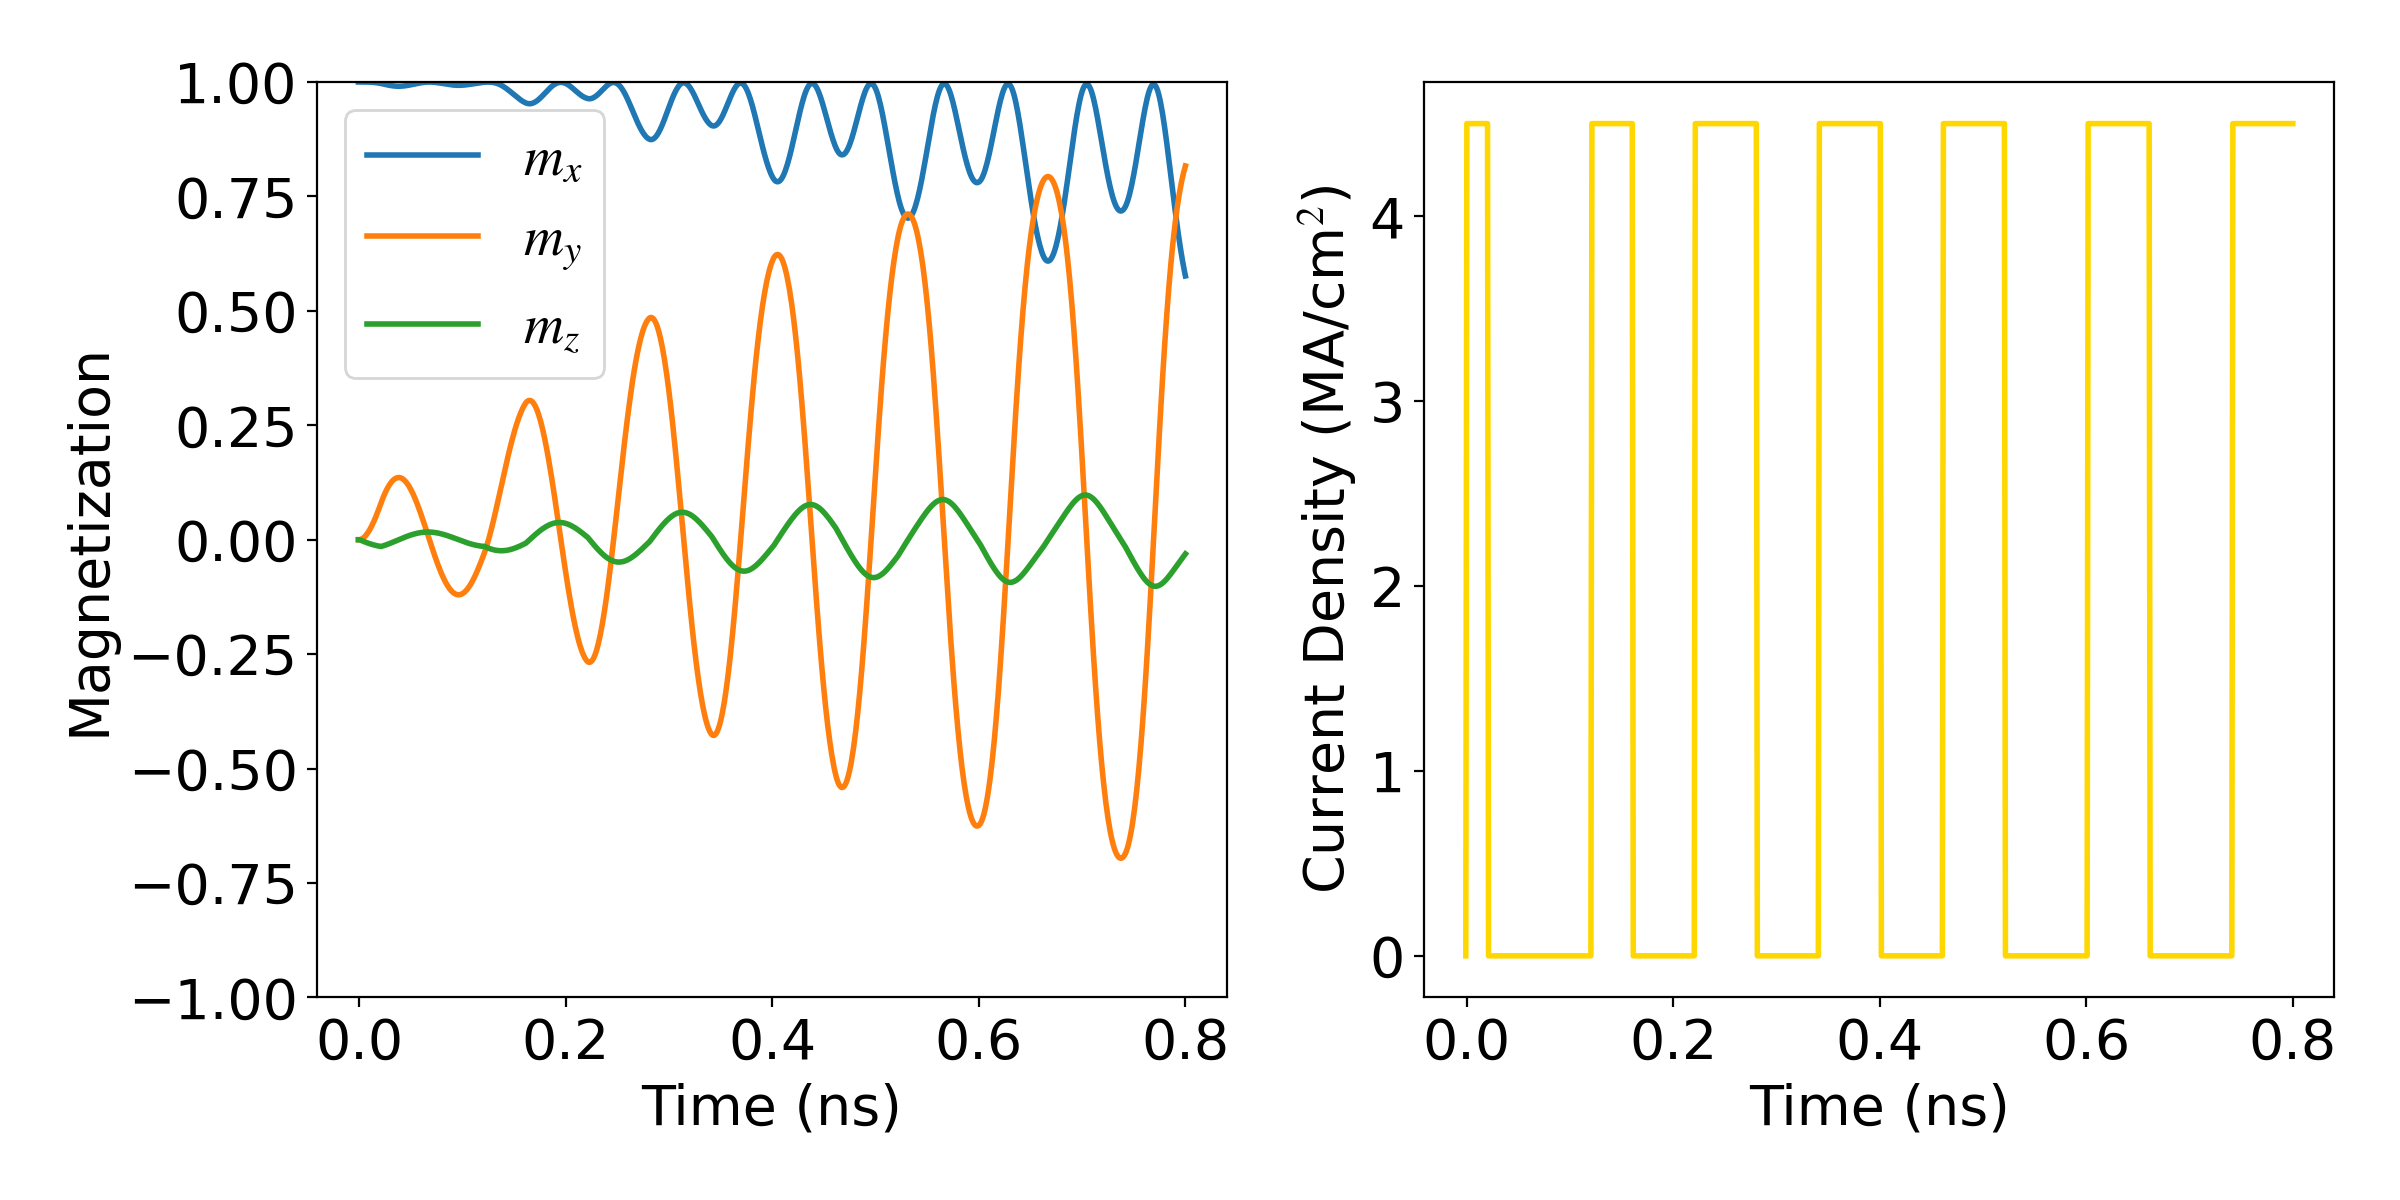 Magnetization
1.00
0.75
0.50
0.25
0.00
−0.25
−0.50
−0.75
−1.00
m_x
m_y
m_z
0.0 0.2 0.4 0.6 0.8
Time (ns)
Current Density (MA/cm²)
4
3
2
1
0
0.0 0.2 0.4 0.6 0.8
Time (ns)